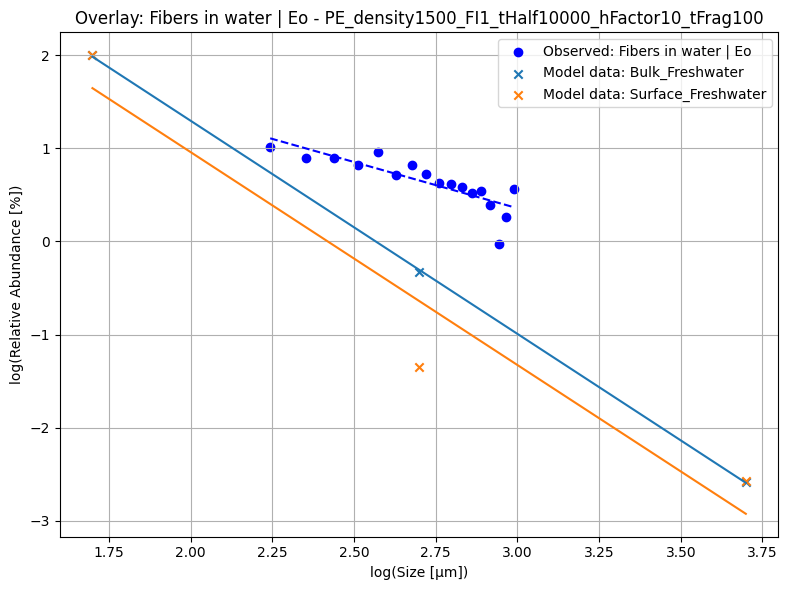 Overlay: Fibers in water | Eo - PE_density1500_FI1_tHalf10000_hFactor10_tFrag100
Observed: Fibers in water | Eo
Model data: Bulk_Freshwater
Model data: Surface_Freshwater
log(Relative Abundance [%])
2
1
0
−1
−2
−3
1.75 2.00 2.25 2.50 2.75 3.00 3.25 3.50 3.75
log(Size [µm])